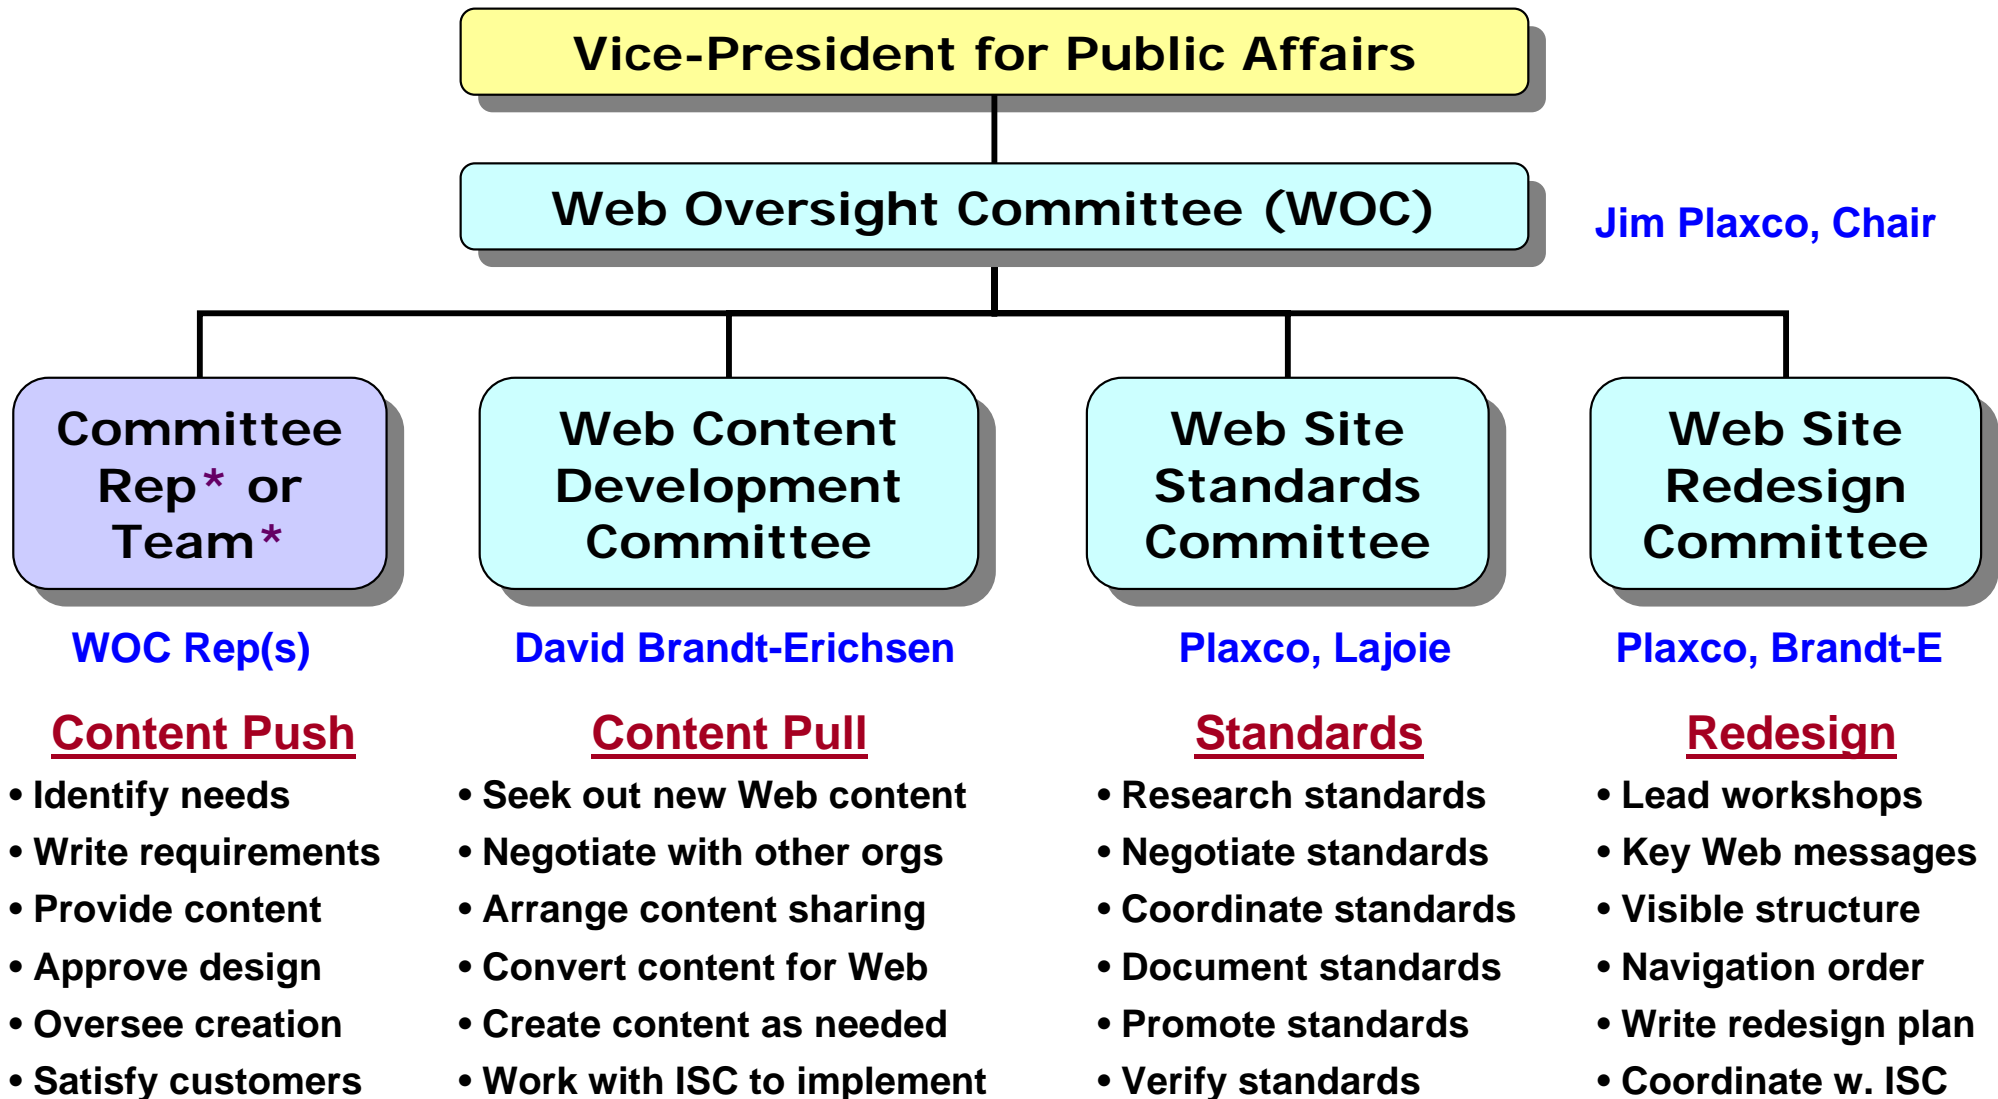 Vice-President for Public Affairs
Web Oversight Committee (WOC)
Jim Plaxco, Chair
Committee
Rep* or
Team*
WOC Rep(s)
Content Push
• Identify needs
• Write requirements
• Provide content
• Approve design
• Oversee creation
• Satisfy customers
Web Content
Development
Committee
David Brandt-Erichsen
Content Pull
• Seek out new Web content
• Negotiate with other orgs
• Arrange content sharing
• Convert content for Web
• Create content as needed
• Work with ISC to implement
Web Site
Standards
Committee
Plaxco, Lajoie
Standards
• Research standards
• Negotiate standards
• Coordinate standards
• Document standards
• Promote standards
• Verify standards
Web Site
Redesign
Committee
Plaxco, Brandt-E
Redesign
• Lead workshops
• Key Web messages
• Visible structure
• Navigation order
• Write redesign plan
• Coordinate w. ISC